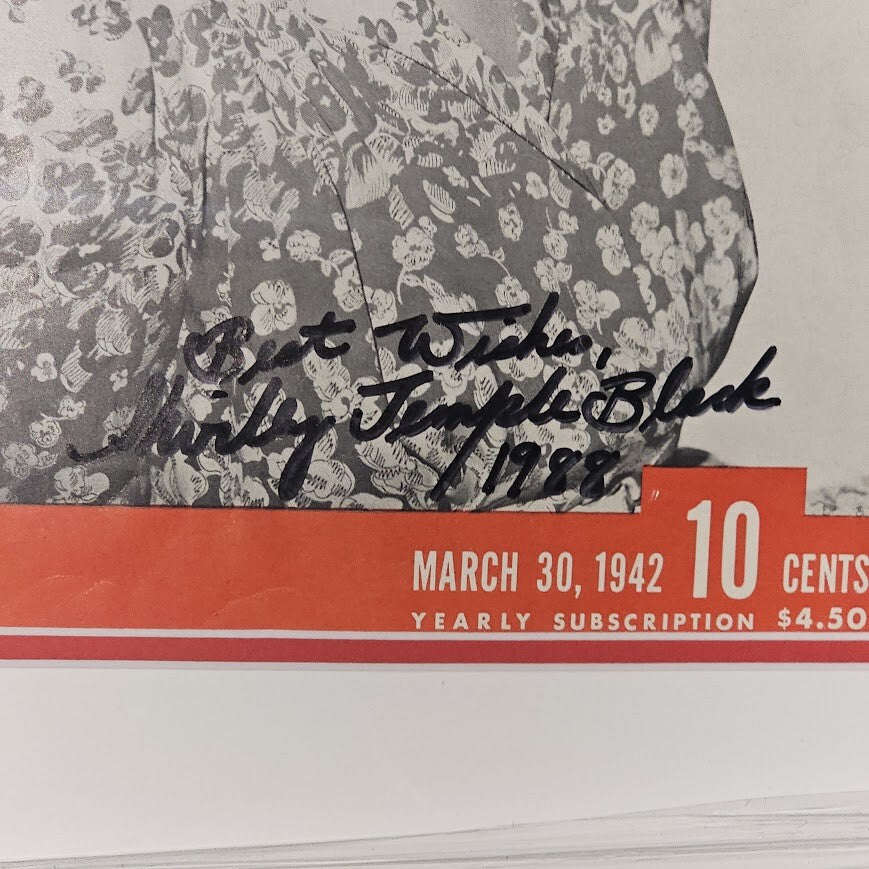 Best Wishes,
Shirley Temple Black
1988
MARCH 30, 1942 10 CENTS
YEARLY SUBSCRIPTION $4.50